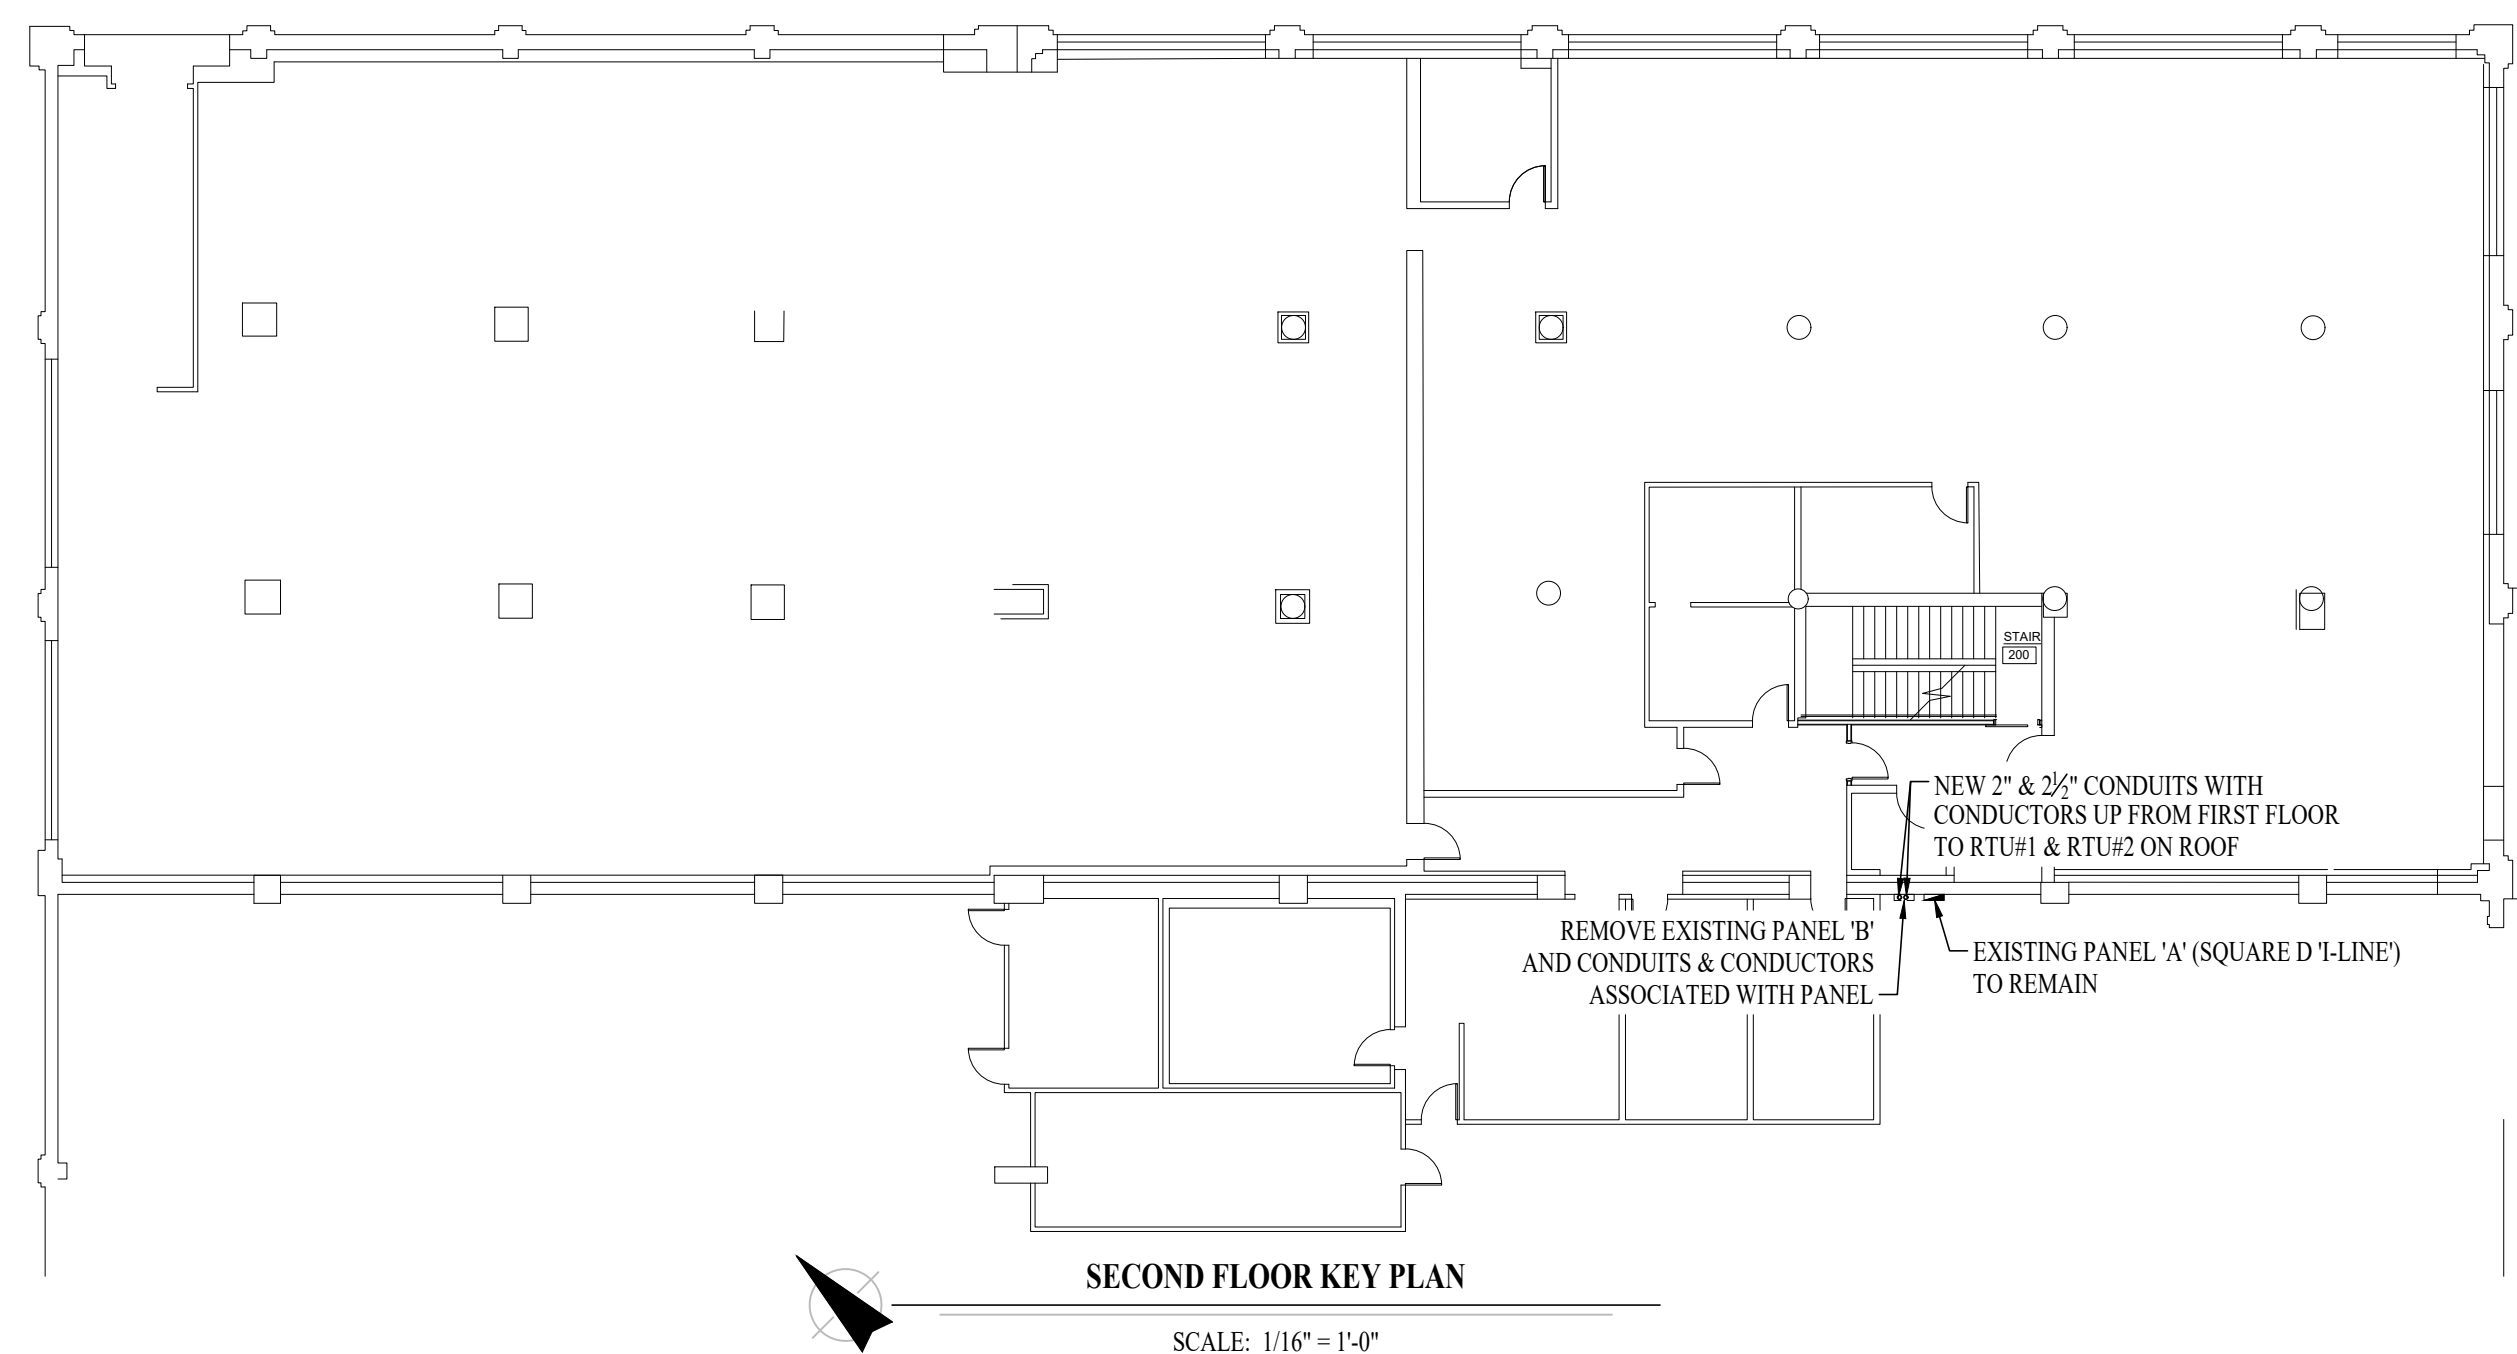 STAIR
200
NEW 2" & 2½" CONDUITS WITH
CONDUCTORS UP FROM FIRST FLOOR
TO RTU#1 & RTU#2 ON ROOF
REMOVE EXISTING PANEL 'B'
AND CONDUITS & CONDUCTORS
ASSOCIATED WITH PANEL
EXISTING PANEL 'A' (SQUARE D 'I-LINE')
TO REMAIN
SECOND FLOOR KEY PLAN
SCALE: 1/16" = 1'-0"